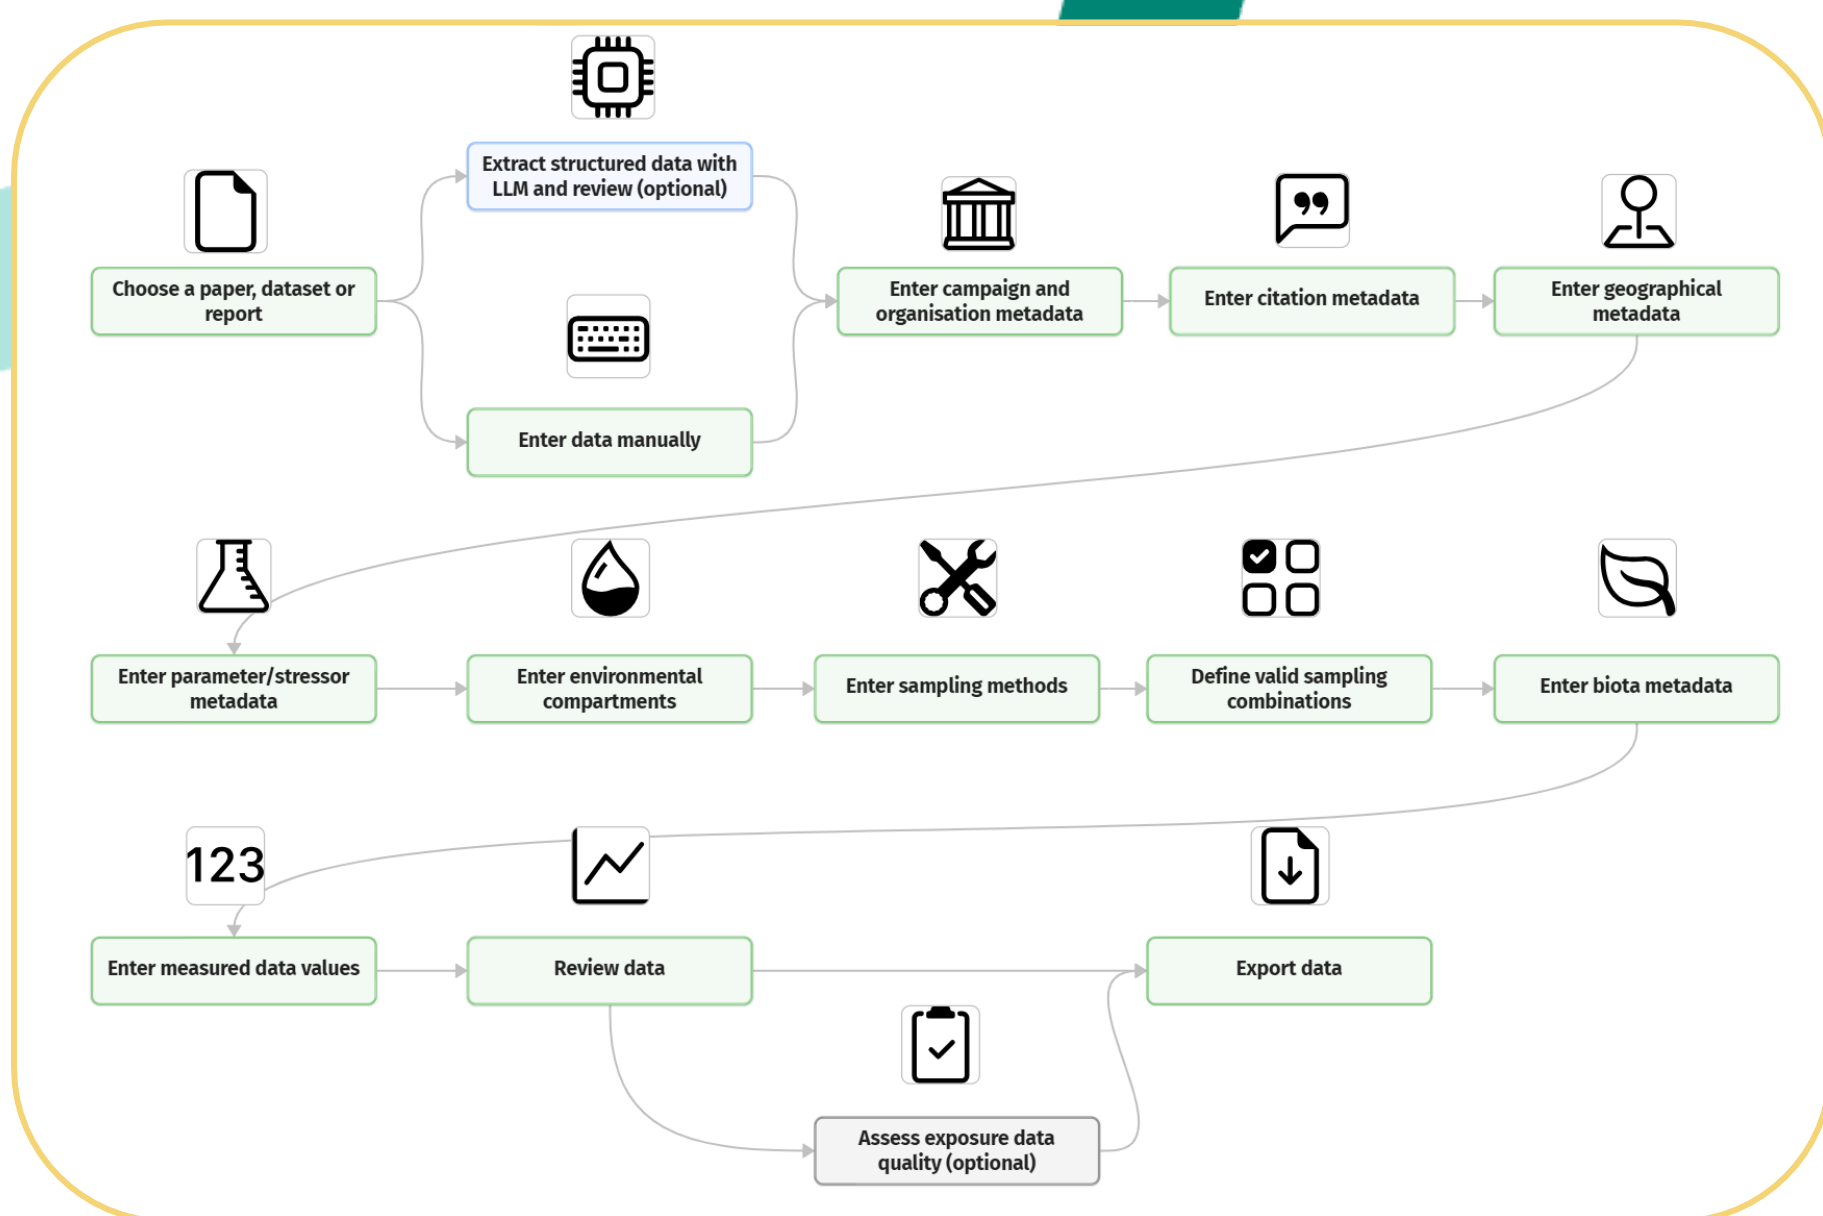 Extract structured data with
LLM and review (optional)
Choose a paper, dataset or
report
Enter data manually
Enter campaign and
organisation metadata
Enter citation metadata
Enter geographical
metadata
Enter parameter/stressor
metadata
Enter environmental
compartments
Enter sampling methods
Define valid sampling
combinations
Enter biota metadata
123
Enter measured data values
Review data
Export data
Assess exposure data
quality (optional)